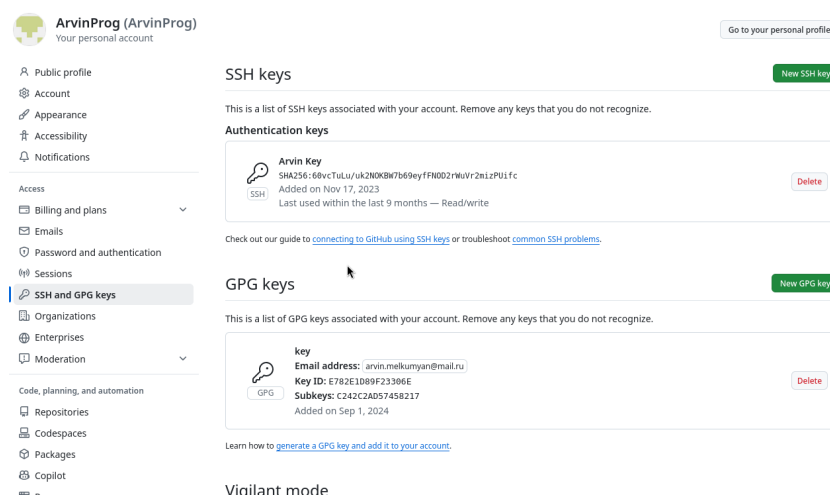 ArvinProg (ArvinProg)
Your personal account
Go to your personal profile
Public profile
Account
Appearance
Accessibility
Notifications
Access
Billing and plans
Emails
Password and authentication
Sessions
SSH and GPG keys
Organizations
Enterprises
Moderation
Code, planning, and automation
Repositories
Codespaces
Packages
Copilot
SSH keys
New SSH key
This is a list of SSH keys associated with your account. Remove any keys that you do not recognize.
Authentication keys
Arvin Key
SHA256:60vcTuLu/uk2NOKBW7b69eyfFNOD2rWuVr2mizPUifc
Added on Nov 17, 2023
Last used within the last 9 months — Read/write
SSH
Delete
Check out our guide to connecting to GitHub using SSH keys or troubleshoot common SSH problems.
GPG keys
New GPG key
This is a list of GPG keys associated with your account. Remove any keys that you do not recognize.
key
Email address: arvin.melkumyan@mail.ru
Key ID: E782E1D89F23306E
Subkeys: C242C2AD57458217
Added on Sep 1, 2024
GPG
Delete
Learn how to generate a GPG key and add it to your account.
Vigilant mode